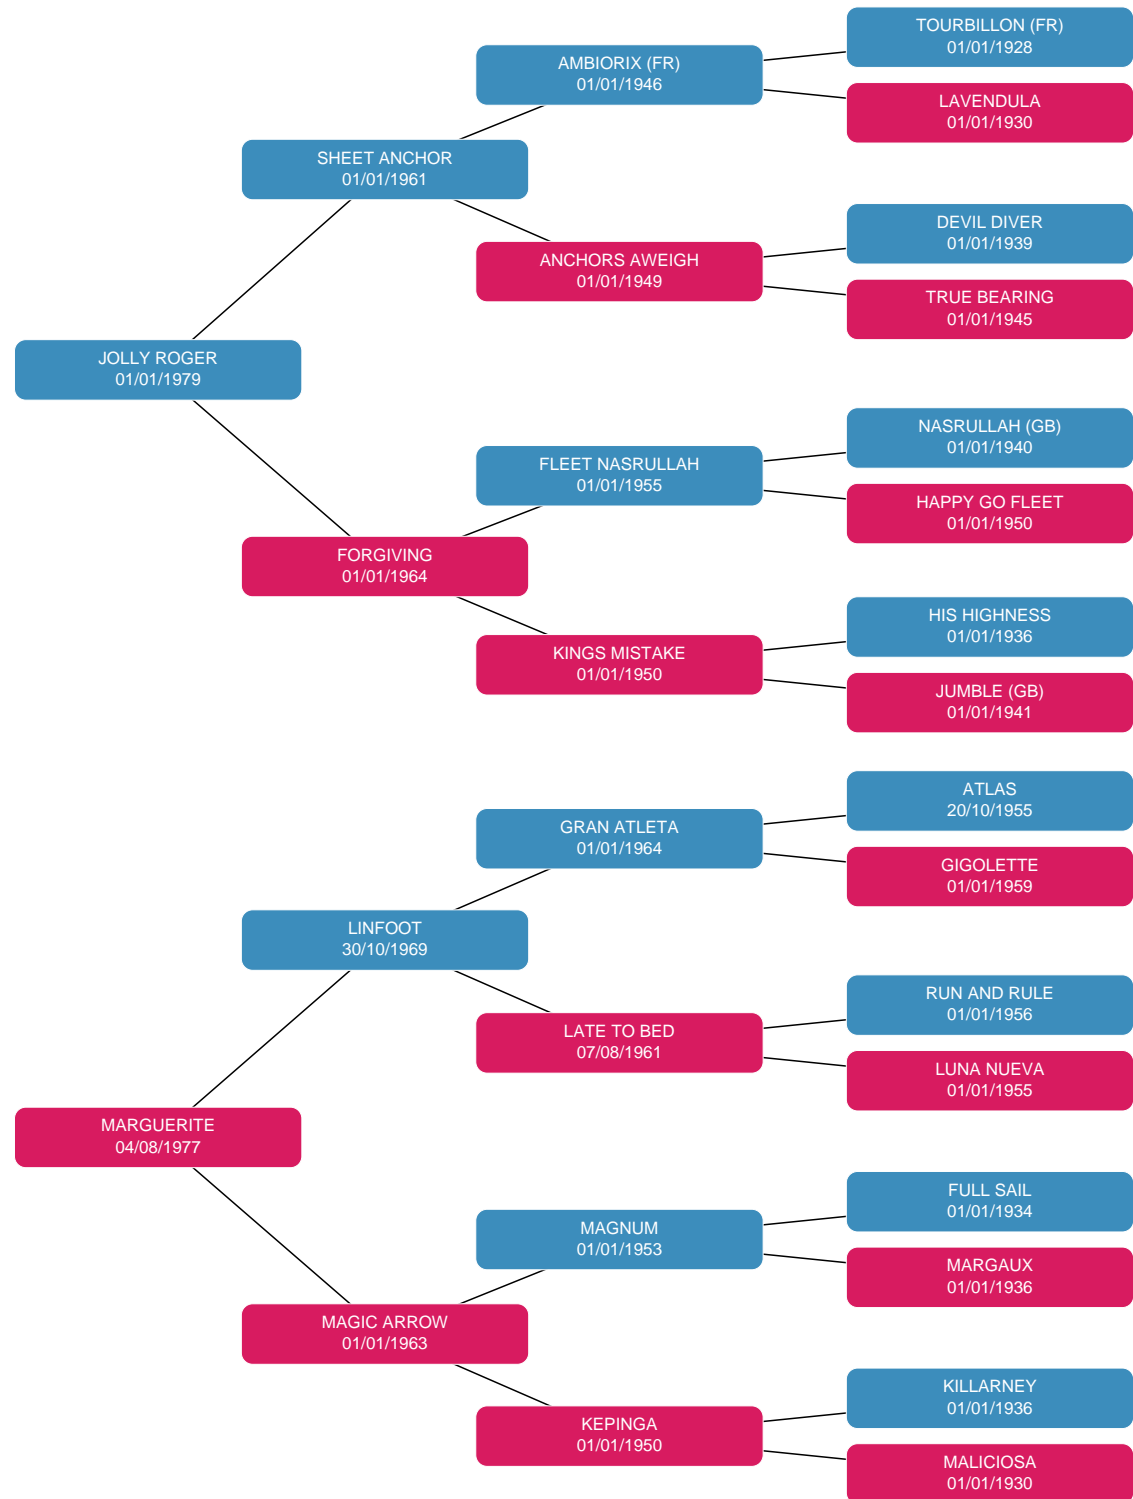 TOURBILLON (FR)
01/01/1928
AMBIORIX (FR)
01/01/1946
LAVENDULA
01/01/1930
SHEET ANCHOR
01/01/1961
DEVIL DIVER
01/01/1939
ANCHORS AWEIGH
01/01/1949
TRUE BEARING
01/01/1945
JOLLY ROGER
01/01/1979
NASRULLAH (GB)
01/01/1940
FLEET NASRULLAH
01/01/1955
HAPPY GO FLEET
01/01/1950
FORGIVING
01/01/1964
HIS HIGHNESS
01/01/1936
KINGS MISTAKE
01/01/1950
JUMBLE (GB)
01/01/1941
ATLAS
20/10/1955
GRAN ATLETA
01/01/1964
GIGOLETTE
01/01/1959
LINFOOT
30/10/1969
RUN AND RULE
01/01/1956
LATE TO BED
07/08/1961
LUNA NUEVA
01/01/1955
MARGUERITE
04/08/1977
FULL SAIL
01/01/1934
MAGNUM
01/01/1953
MARGAUX
01/01/1936
MAGIC ARROW
01/01/1963
KILLARNEY
01/01/1936
KEPINGA
01/01/1950
MALICIOSA
01/01/1930